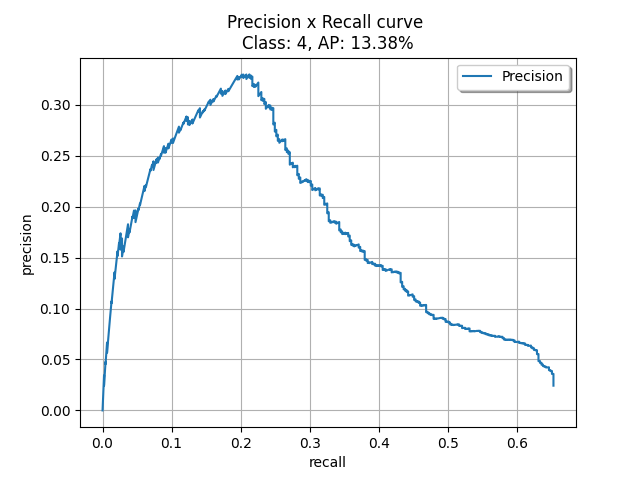 Precision x Recall curve
Class: 4, AP: 13.38%
Precision
0.30
0.25
0.20
0.15
0.10
0.05
0.00
precision
0.0 0.1 0.2 0.3 0.4 0.5 0.6
recall